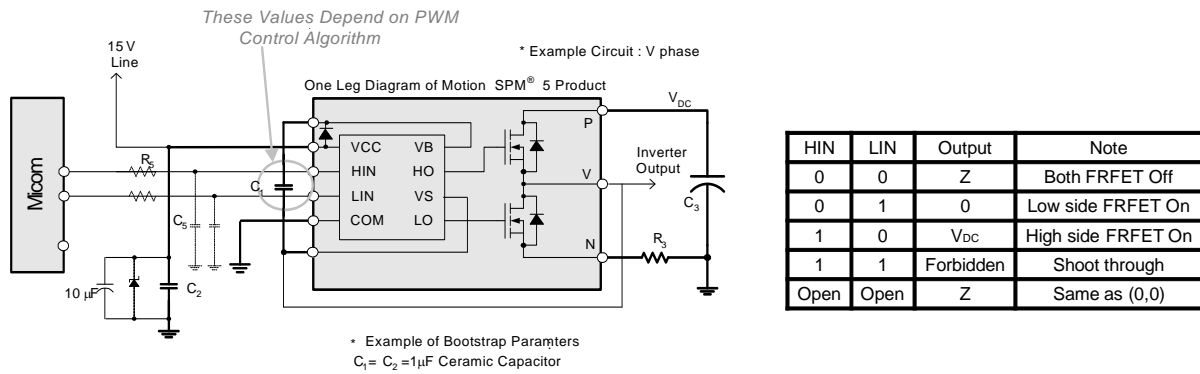 These Values Depend on PWM
Control Algorithm
15 V
Line
* Example Circuit : V phase
One Leg Diagram of Motion SPM® 5 Product
Micom
R5
C1
C5
10 μF
C2
VCC
HIN
LIN
COM
VB
HO
VS
LO
P
V
N
VDC
Inverter
Output
C3
R3
* Example of Bootstrap Paramters
C1= C2 =1μF Ceramic Capacitor
HIN LIN Output Note
0 0 Z Both FRFET Off
0 1 0 Low side FRFET On
1 0 VDC High side FRFET On
1 1 Forbidden Shoot through
Open Open Z Same as (0,0)